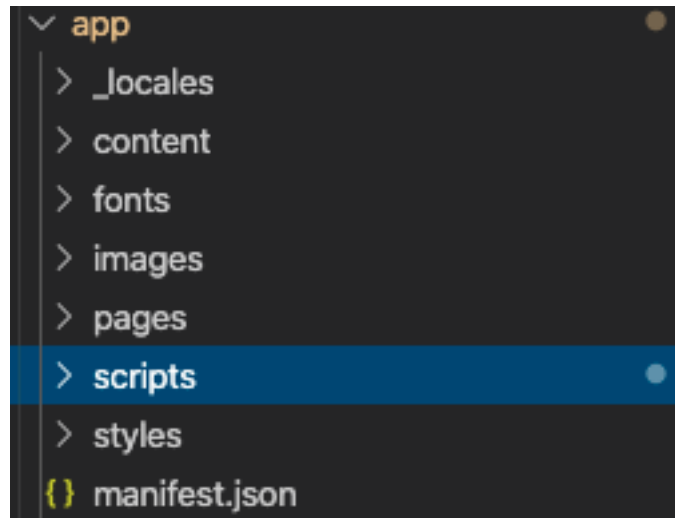 app
_locales
content
fonts
images
pages
scripts
styles
{} manifest.json